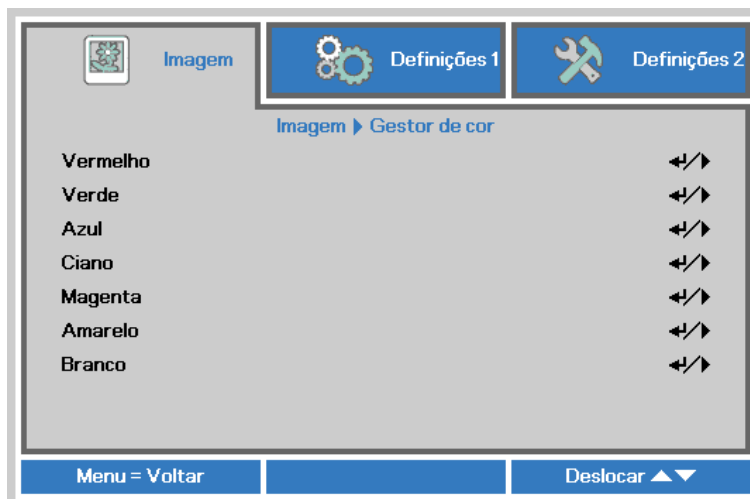 Imagem
Definições 1
Definições 2
Imagem ▶ Gestor de cor
Vermelho ↵/▶
Verde ↵/▶
Azul ↵/▶
Ciano ↵/▶
Magenta ↵/▶
Amarelo ↵/▶
Branco ↵/▶
Menu = Voltar
Deslocar ▲▼